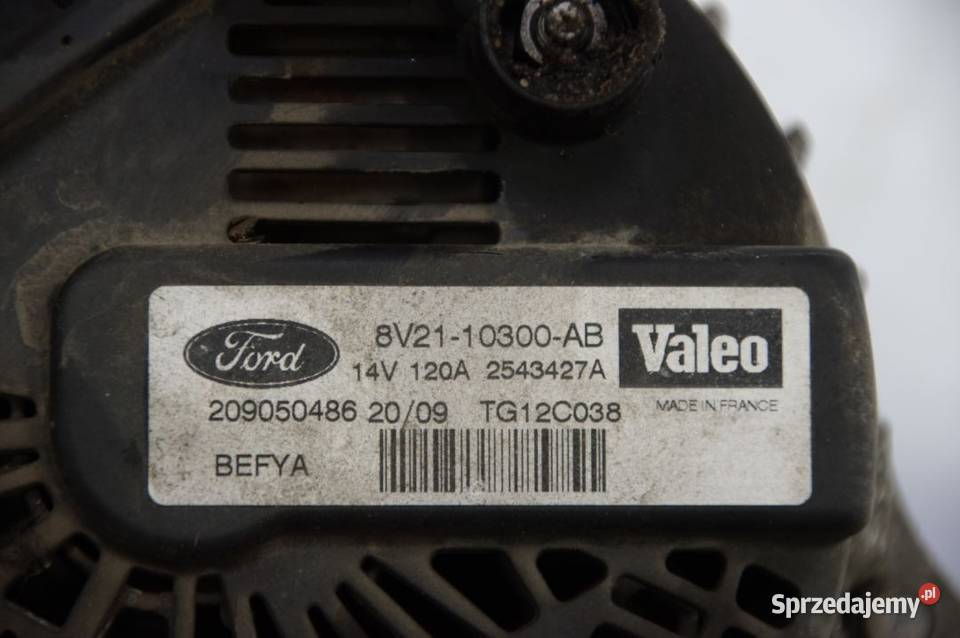 Ford
8V21-10300-AB
Valeo
14V 120A 2543427A
209050486 20/09 TG12C038
MADE IN FRANCE
BEFYA
Sprzedajemy.pl